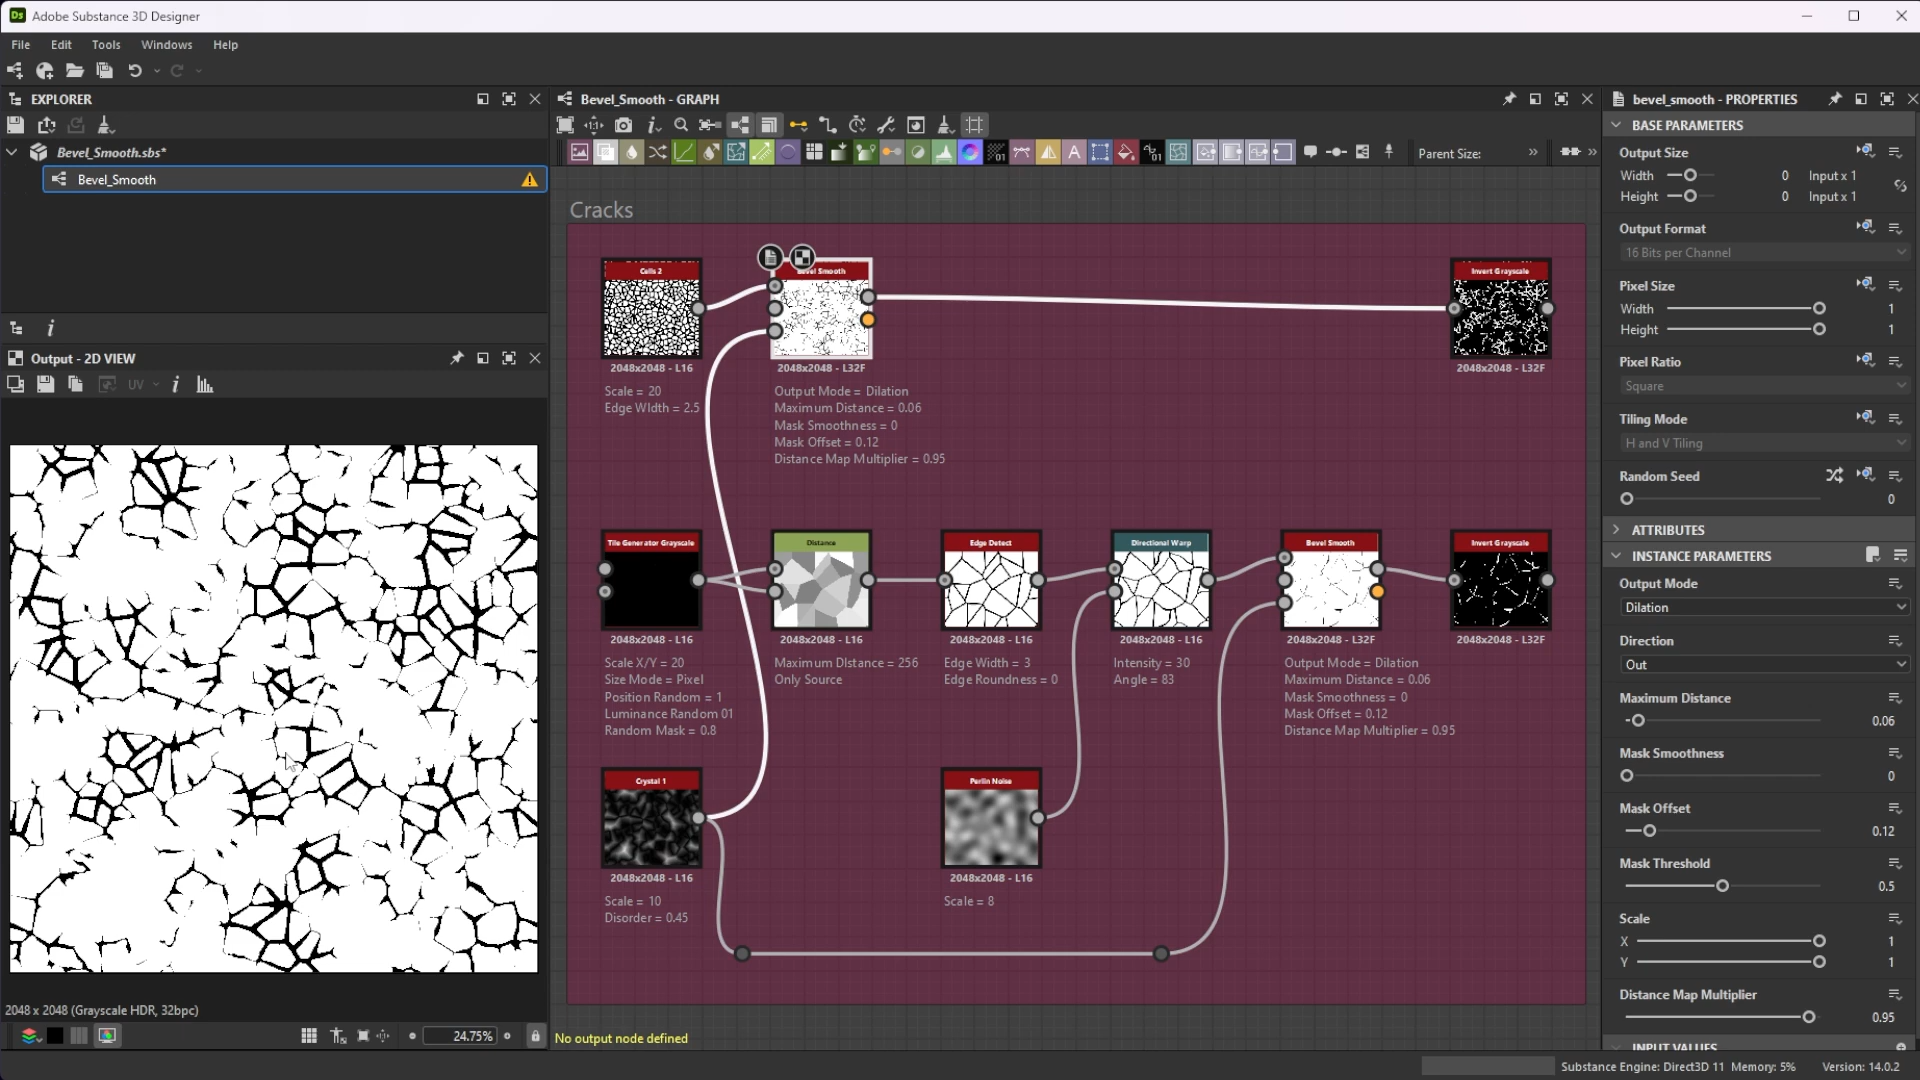 Adobe Substance 3D Designer
File Edit Tools Windows Help
EXPLORER
Bevel_Smooth.sbs*
Bevel_Smooth
Output - 2D VIEW
UV
2048 x 2048 (Grayscale HDR, 32bpc)
24.75%
Bevel_Smooth - GRAPH
Parent Size:
Cracks
Cells 2
2048x2048 - L16
Scale = 20
Edge WIdth = 2.5
Bevel Smooth
2048x2048 - L32F
Output Mode = Dilation
Maximum Distance = 0.06
Mask Smoothness = 0
Mask Offset = 0.12
Distance Map Multiplier = 0.95
Invert Grayscale
2048x2048 - L32F
Tile Generator Grayscale
2048x2048 - L16
Scale X/Y = 20
Size Mode = Pixel
Position Random = 1
Luminance Random 01
Random Mask = 0.8
Distance
2048x2048 - L16
Maximum DIstance = 256
Only Source
Edge Detect
2048x2048 - L16
Edge Width = 3
Edge Roundness = 0
Directional Warp
2048x2048 - L16
Intensity = 30
Angle = 83
Bevel Smooth
2048x2048 - L32F
Output Mode = Dilation
Maximum Distance = 0.06
Mask Smoothness = 0
Mask Offset = 0.12
Distance Map Multiplier = 0.95
Invert Grayscale
2048x2048 - L32F
Crystal 1
2048x2048 - L16
Scale = 10
Disorder = 0.45
Perlin Noise
2048x2048 - L16
Scale = 8
No output node defined
bevel_smooth - PROPERTIES
BASE PARAMETERS
Output Size
Width 0 Input x 1
Height 0 Input x 1
Output Format
16 Bits per Channel
Pixel Size
Width 1
Height 1
Pixel Ratio
Square
Tiling Mode
H and V Tiling
Random Seed
0
ATTRIBUTES
INSTANCE PARAMETERS
Output Mode
Dilation
Direction
Out
Maximum Distance
0.06
Mask Smoothness
0
Mask Offset
0.12
Mask Threshold
0.5
Scale
X 1
Y 1
Distance Map Multiplier
0.95
INPUT VALUES
Substance Engine: Direct3D 11 Memory: 5% Version: 14.0.2